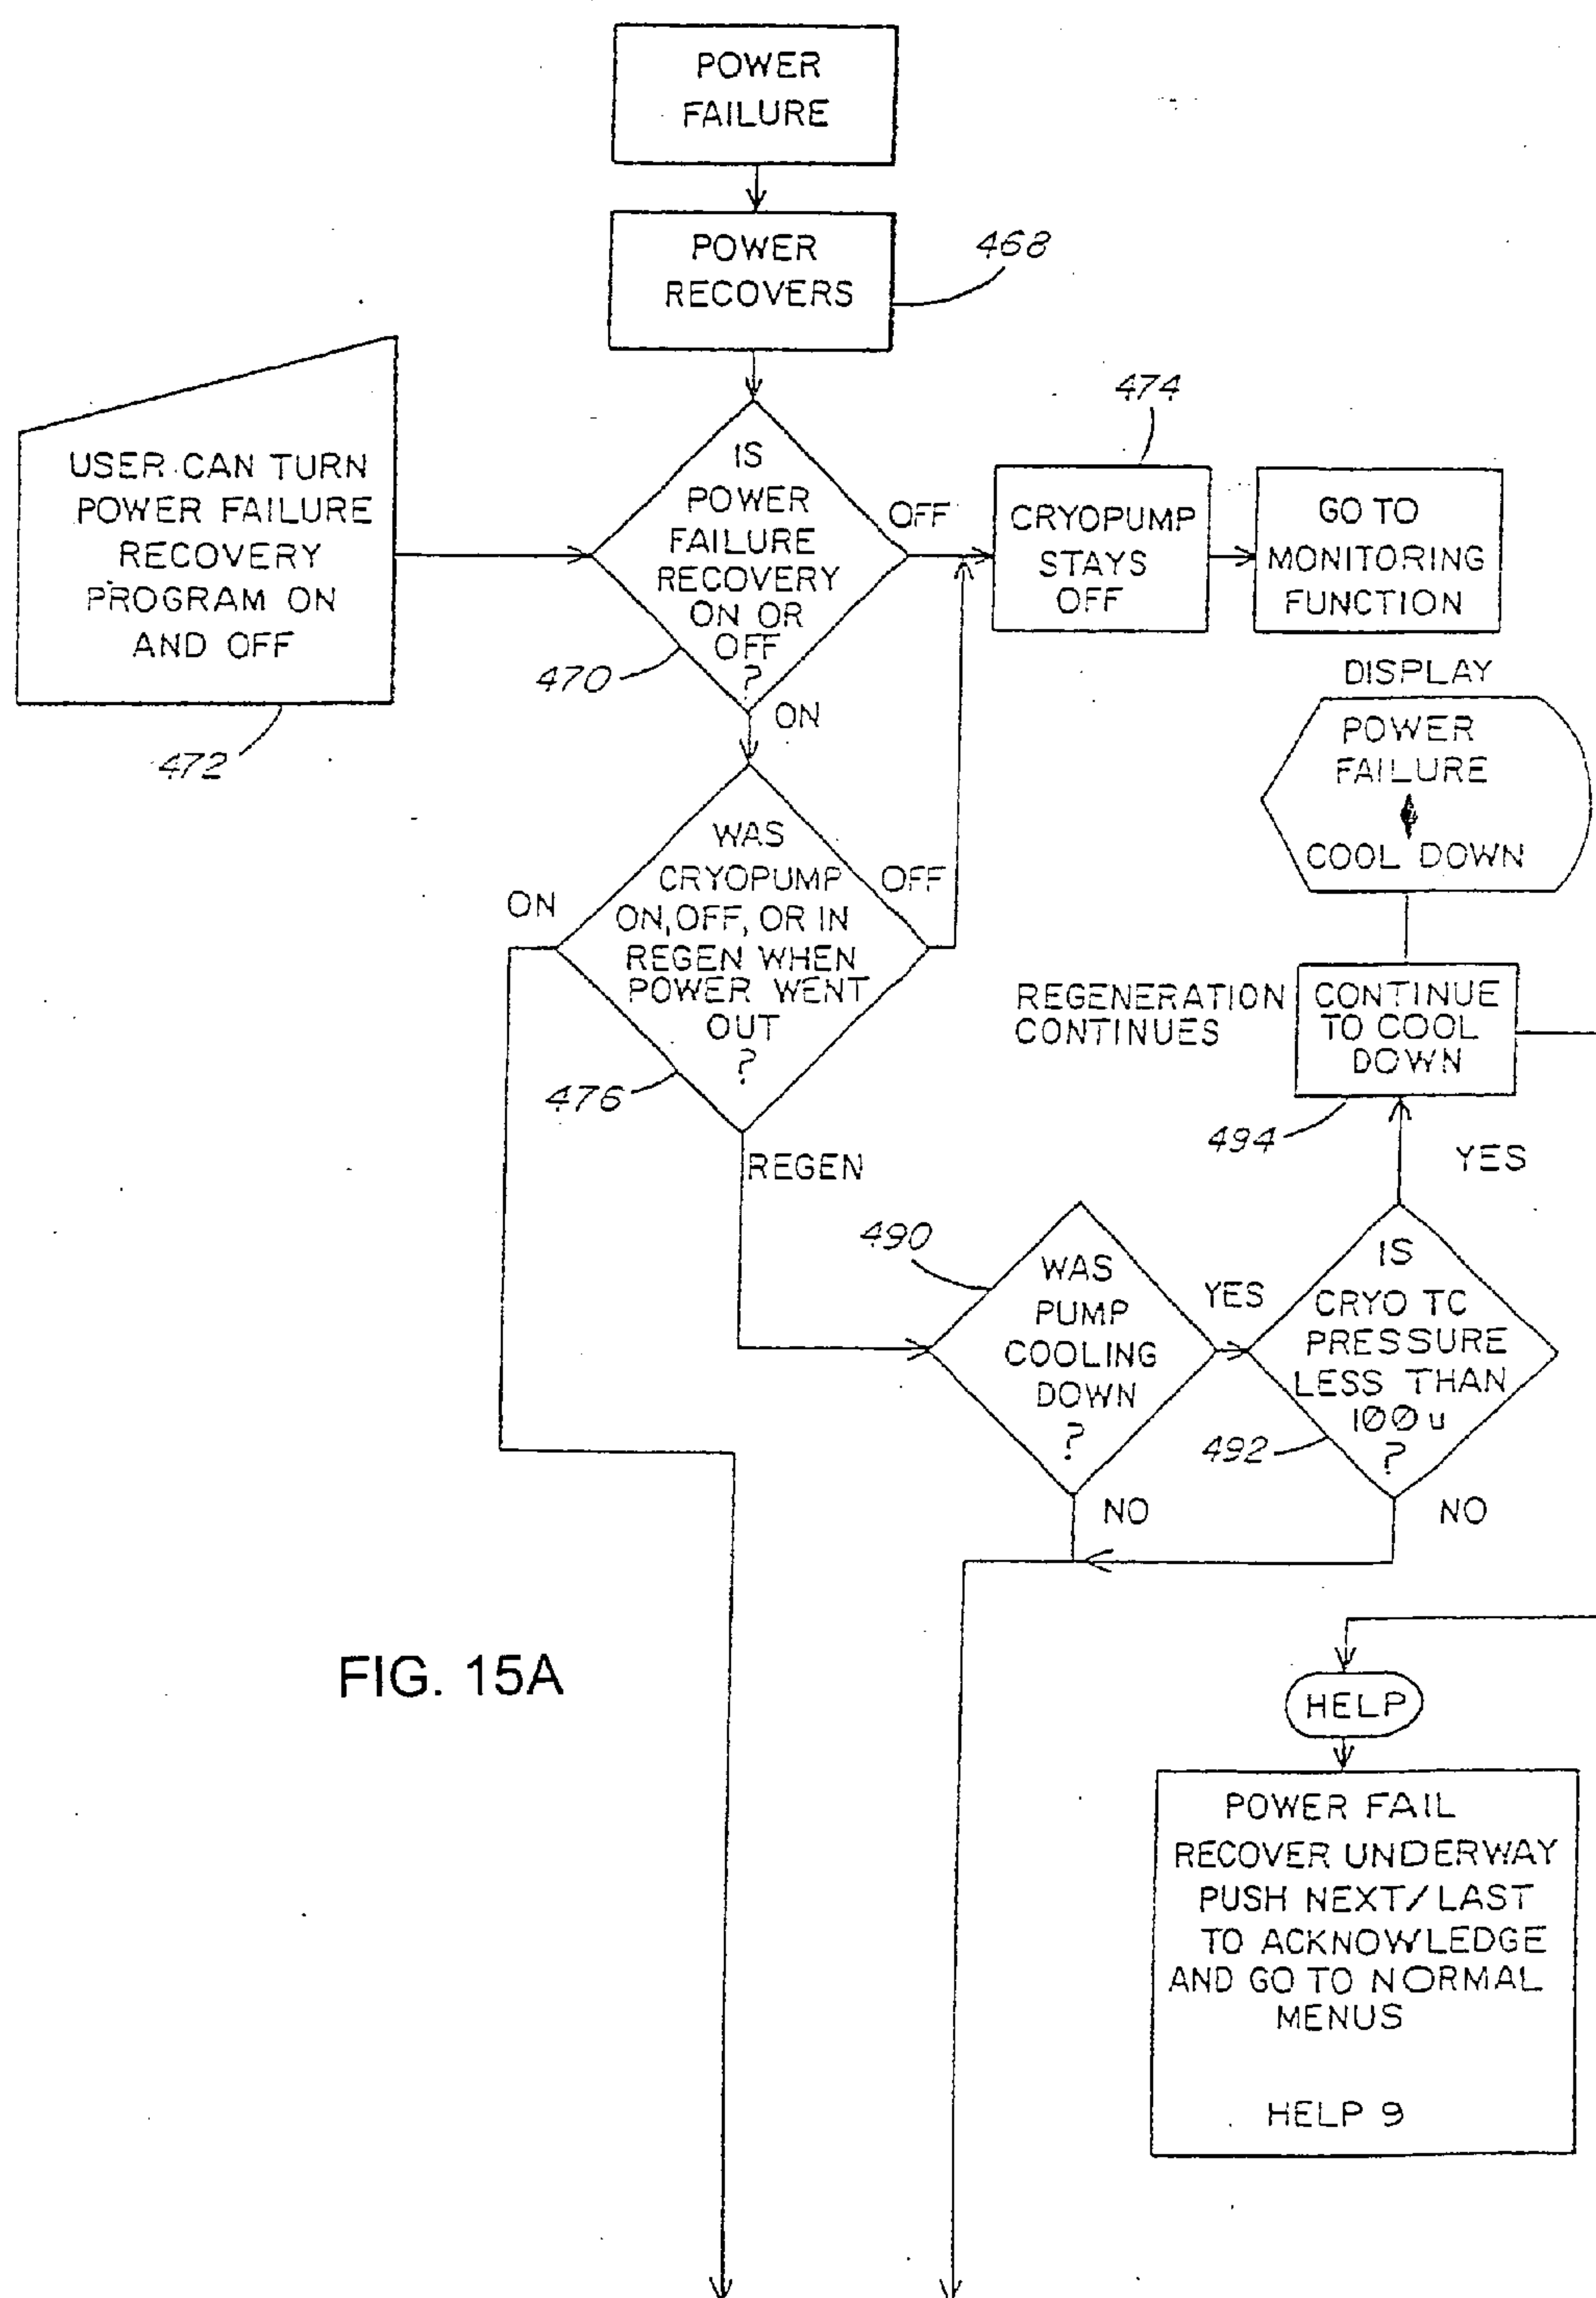 POWER
FAILURE
POWER
RECOVERS
468
USER CAN TURN
POWER FAILURE
RECOVERY
PROGRAM ON
AND OFF
472
IS
POWER
FAILURE
RECOVERY
ON OR
OFF
?
470
OFF
ON
474
CRYOPUMP
STAYS
OFF
GO TO
MONITORING
FUNCTION
DISPLAY
POWER
FAILURE
COOL DOWN
WAS
CRYOPUMP
ON, OFF, OR IN
REGEN WHEN
POWER WENT
OUT
?
476
ON
OFF
REGEN
REGENERATION
CONTINUES
CONTINUE
TO COOL
DOWN
494
YES
490
WAS
PUMP
COOLING
DOWN
?
YES
NO
IS
CRYO TC
PRESSURE
LESS THAN
100 u
?
492
NO
HELP
POWER FAIL
RECOVER UNDERWAY
PUSH NEXT/LAST
TO ACKNOWLEDGE
AND GO TO NORMAL
MENUS
HELP 9
FIG. 15A